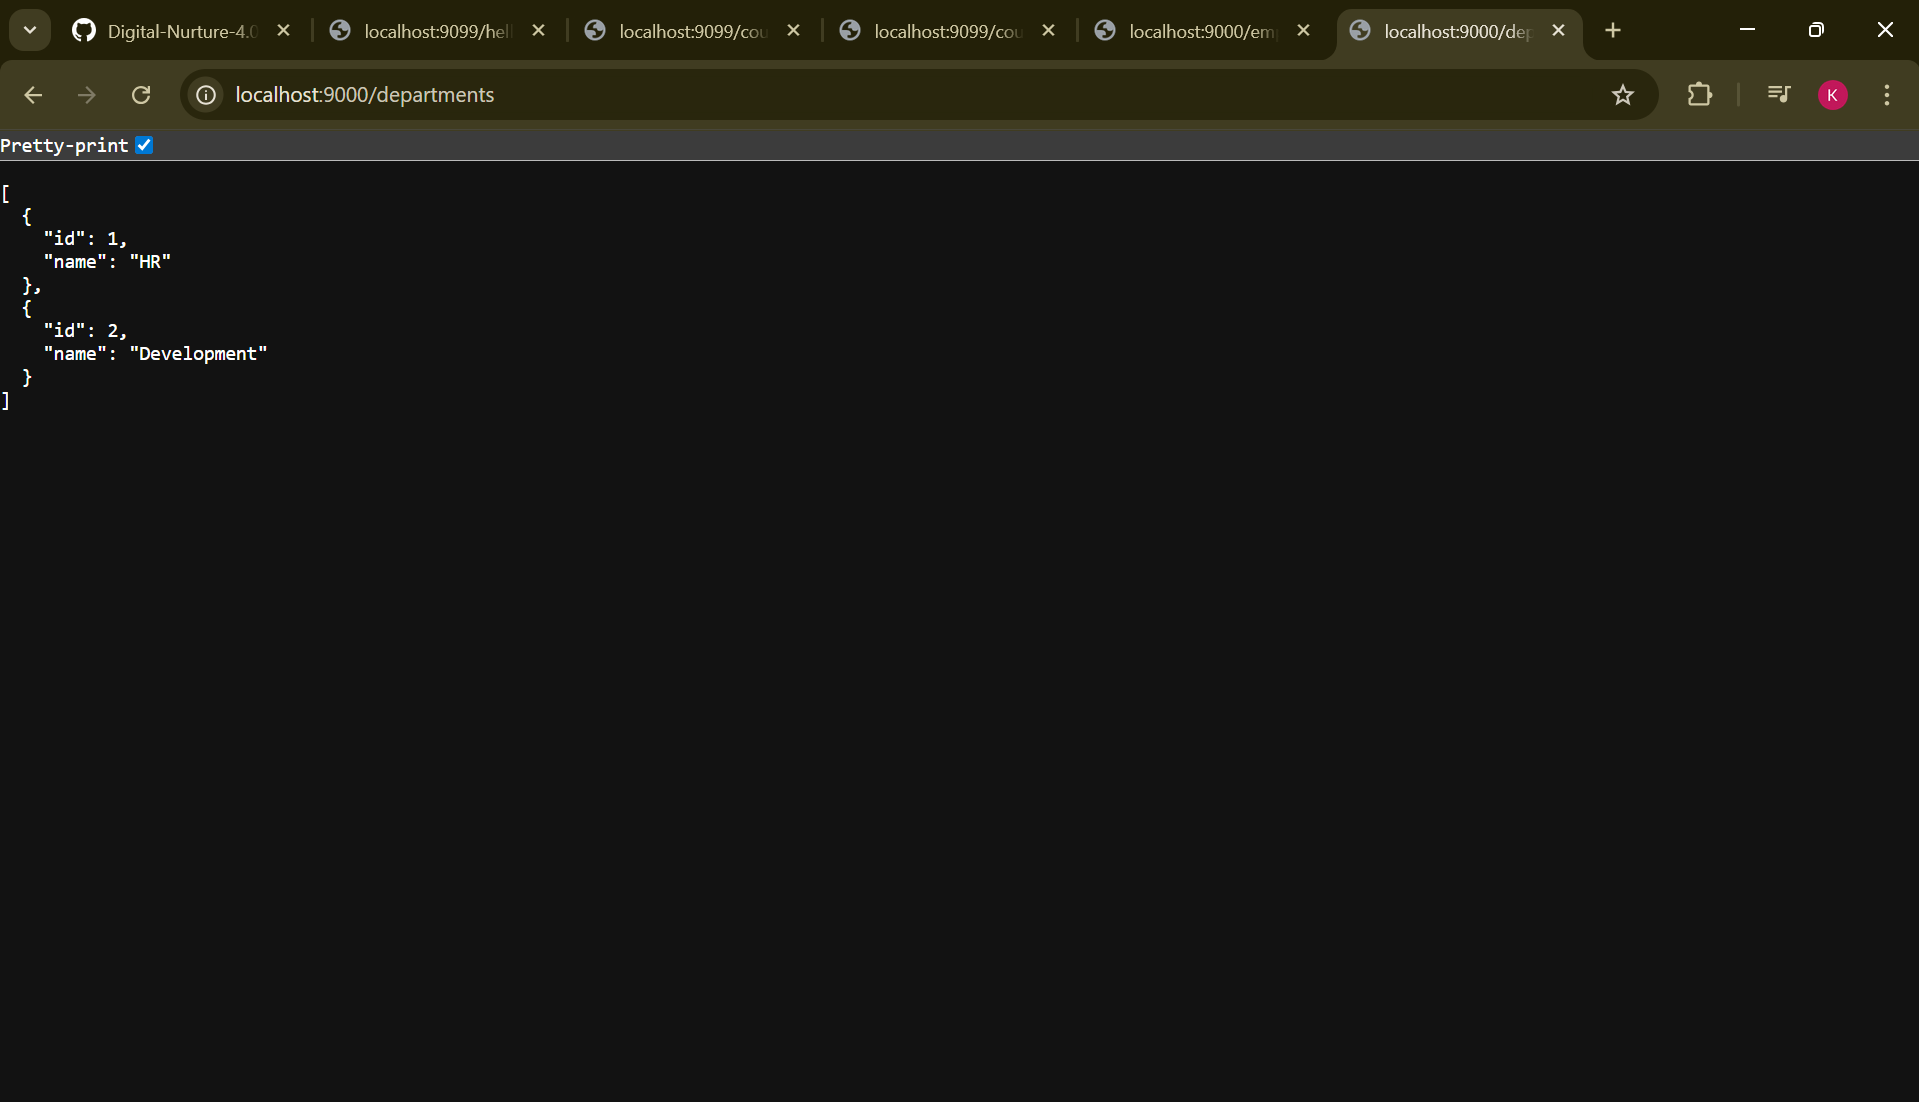 Digital-Nurture-4.0
localhost:9099/hel
localhost:9099/cou
localhost:9099/cou
localhost:9000/em
localhost:9000/dep
localhost:9000/departments
K
Pretty-print
[
  {
    "id": 1,
    "name": "HR"
  },
  {
    "id": 2,
    "name": "Development"
  }
]